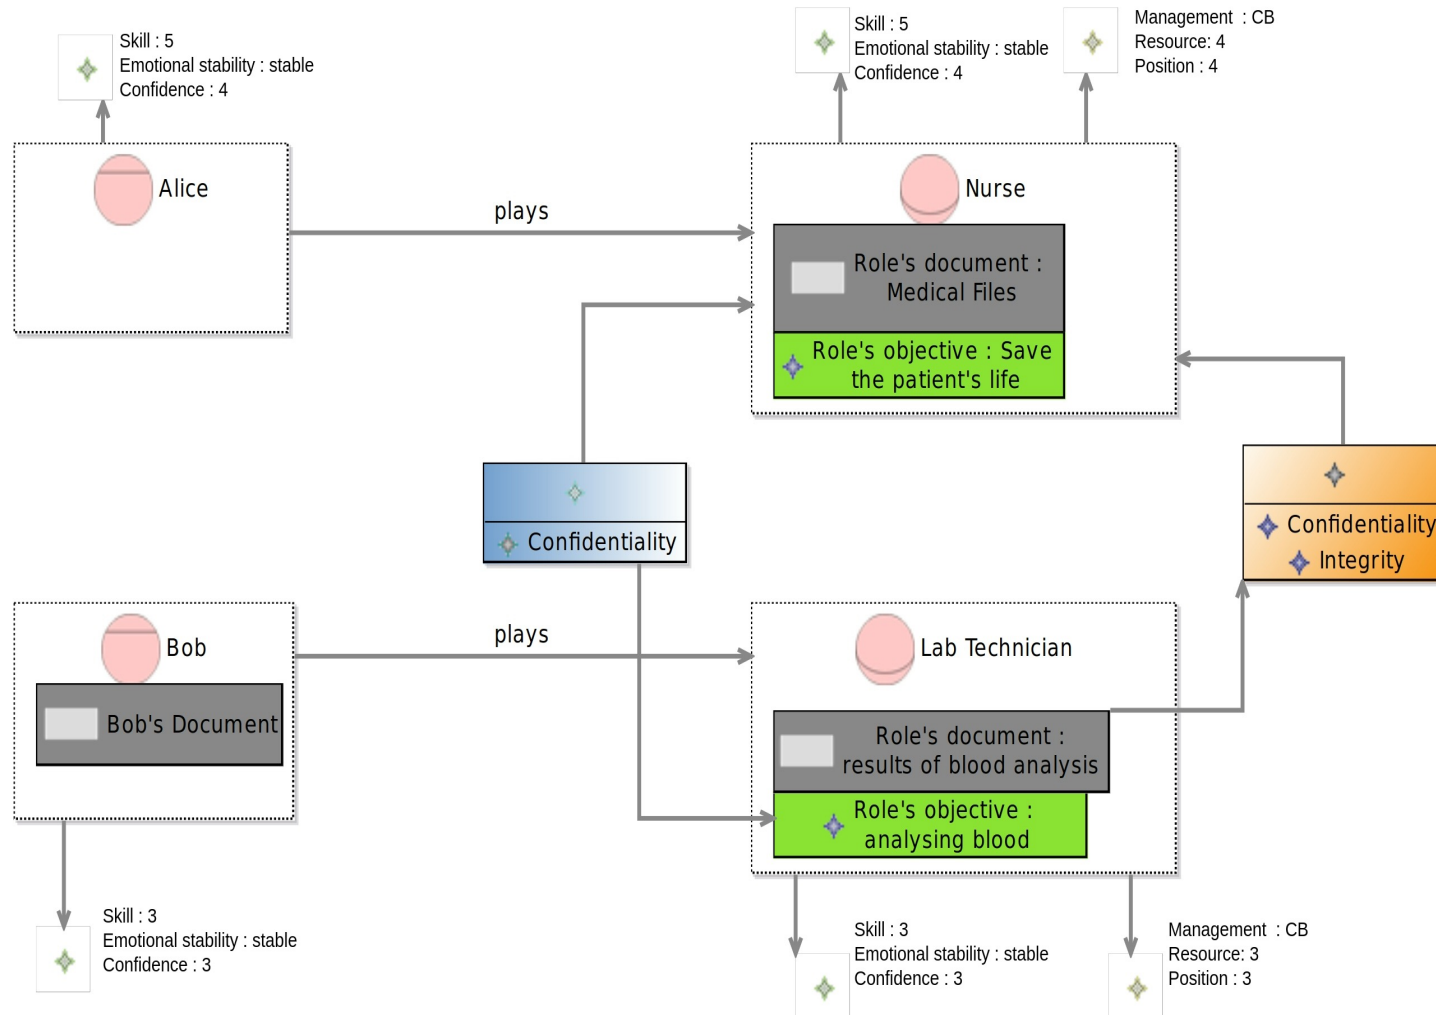 Skill : 5
Emotional stability : stable
Confidence : 4
Skill : 5
Emotional stability : stable
Confidence : 4
Management  : CB
Resource: 4
Position : 4
Alice
plays
Nurse
Role's document :
Medical Files
Role's objective : Save
the patient's life
Confidentiality
Confidentiality
Integrity
Bob
Bob's Document
plays
Lab Technician
Role's document :
results of blood analysis
Role's objective :
analysing blood
Skill : 3
Emotional stability : stable
Confidence : 3
Skill : 3
Emotional stability : stable
Confidence : 3
Management  : CB
Resource: 3
Position : 3